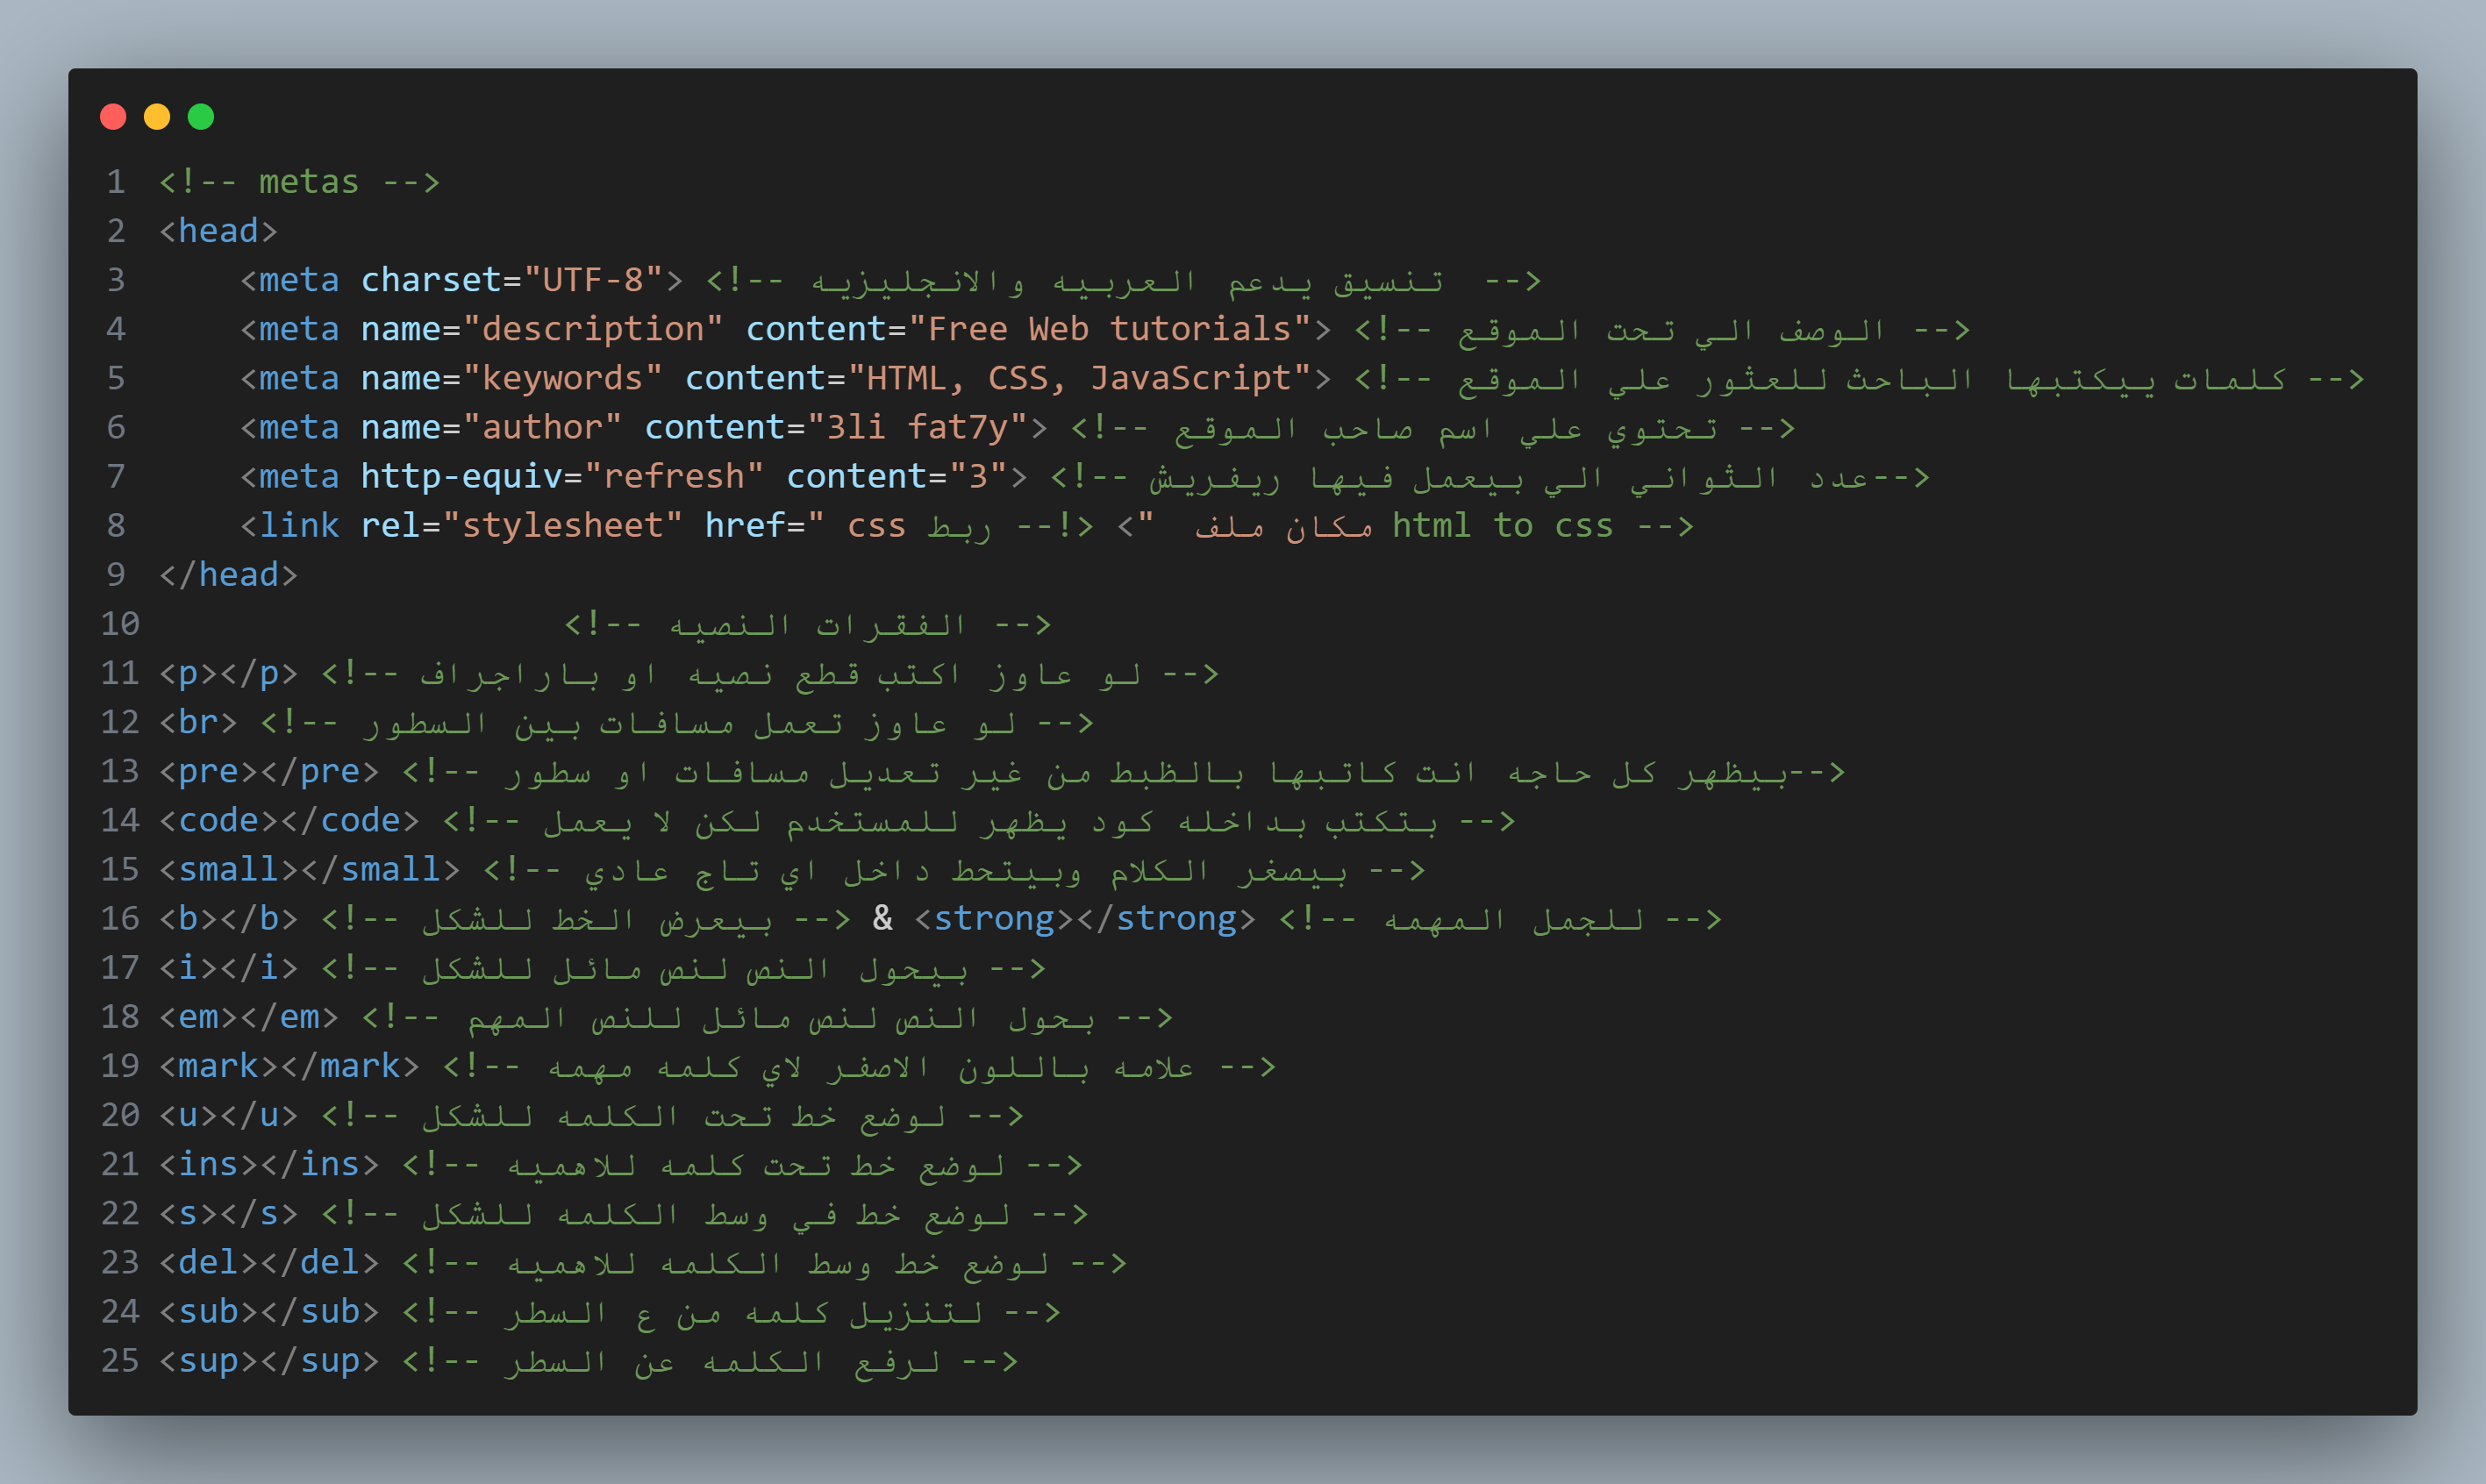 1 <!-- metas -->
2 <head>
3     <meta charset="UTF-8"> <!-- تنسيق يدعم العربيه والانجليزيه  -->
4     <meta name="description" content="Free Web tutorials"> <!-- الوصف الي تحت الموقع -->
5     <meta name="keywords" content="HTML, CSS, JavaScript"> <!-- كلمات ييكتبها الباحث للعثور علي الموقع -->
6     <meta name="author" content="3li fat7y"> <!-- تحتوي علي اسم صاحب الموقع -->
7     <meta http-equiv="refresh" content="3"> <!-- عدد الثواني الي بيعمل فيها ريفريش-->
8     <link rel="stylesheet" href=" css مكان ملف  "> <!-- ربط html to css -->
9 </head>
10                     <!-- الفقرات النصيه -->
11 <p></p> <!-- لو عاوز اكتب قطع نصيه او باراجراف -->
12 <br> <!-- لو عاوز تعمل مسافات بين السطور -->
13 <pre></pre> <!-- بيظهر كل حاجه انت كاتبها بالظبط من غير تعديل مسافات او سطور-->
14 <code></code> <!-- بتكتب بداخله كود يظهر للمستخدم لكن لا يعمل -->
15 <small></small> <!-- بيصغر الكلام وبيتحط داخل اي تاج عادي -->
16 <b></b> <!-- بيعرض الخط للشكل --> & <strong></strong> <!-- للجمل المهمه -->
17 <i></i> <!-- بيحول النص لنص مائل للشكل -->
18 <em></em> <!-- بحول النص لنص مائل للنص المهم -->
19 <mark></mark> <!-- علامه باللون الاصفر لاي كلمه مهمه -->
20 <u></u> <!-- لوضع خط تحت الكلمه للشكل -->
21 <ins></ins> <!-- لوضع خط تحت كلمه للاهميه -->
22 <s></s> <!-- لوضع خط في وسط الكلمه للشكل -->
23 <del></del> <!-- لوضع خط وسط الكلمه للاهميه -->
24 <sub></sub> <!-- لتنزيل كلمه من ع السطر -->
25 <sup></sup> <!-- لرفع الكلمه عن السطر -->